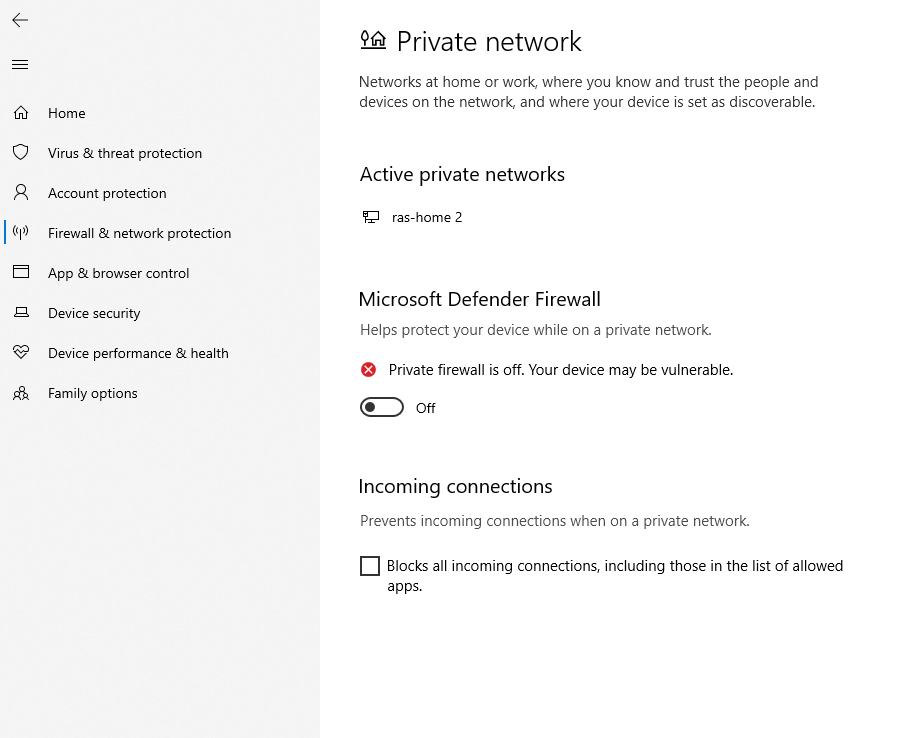 Home
Virus & threat protection
Account protection
Firewall & network protection
App & browser control
Device security
Device performance & health
Family options
Private network
Networks at home or work, where you know and trust the people and
devices on the network, and where your device is set as discoverable.
Active private networks
ras-home 2
Microsoft Defender Firewall
Helps protect your device while on a private network.
Private firewall is off. Your device may be vulnerable.
Off
Incoming connections
Prevents incoming connections when on a private network.
Blocks all incoming connections, including those in the list of allowed
apps.